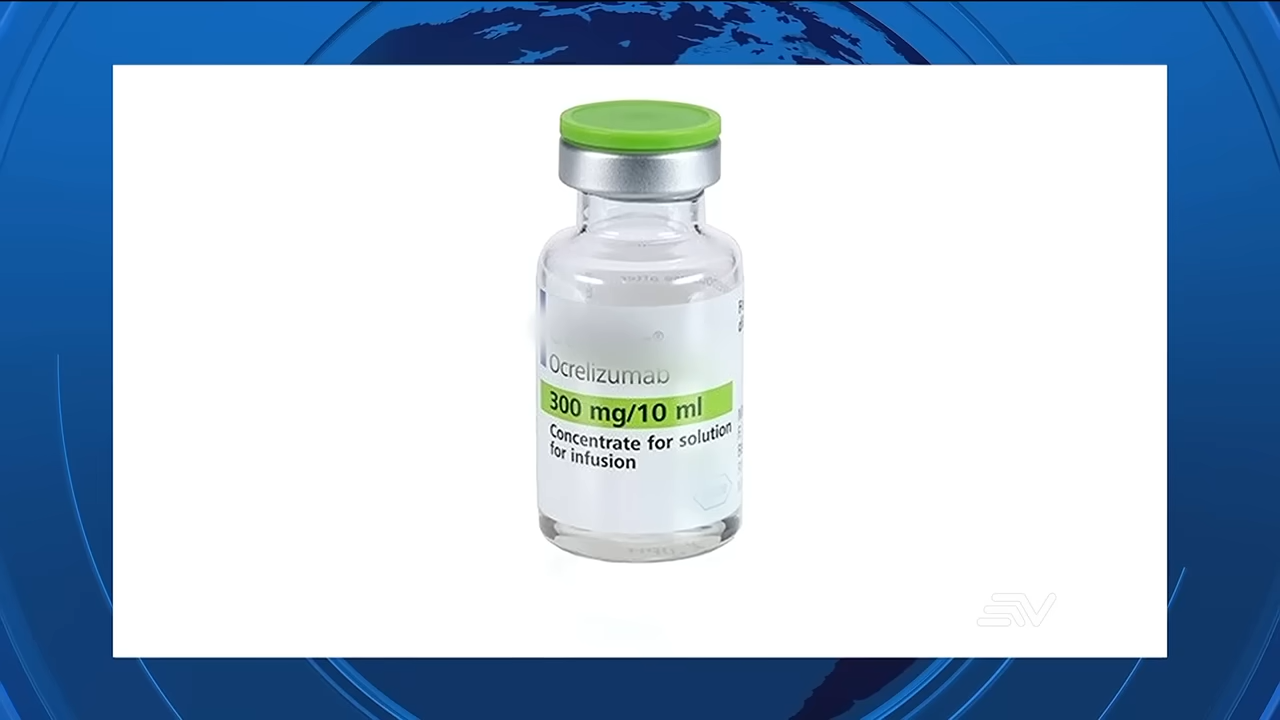 Ocrelizumab
300 mg/10 ml
Concentrate for solution
for infusion